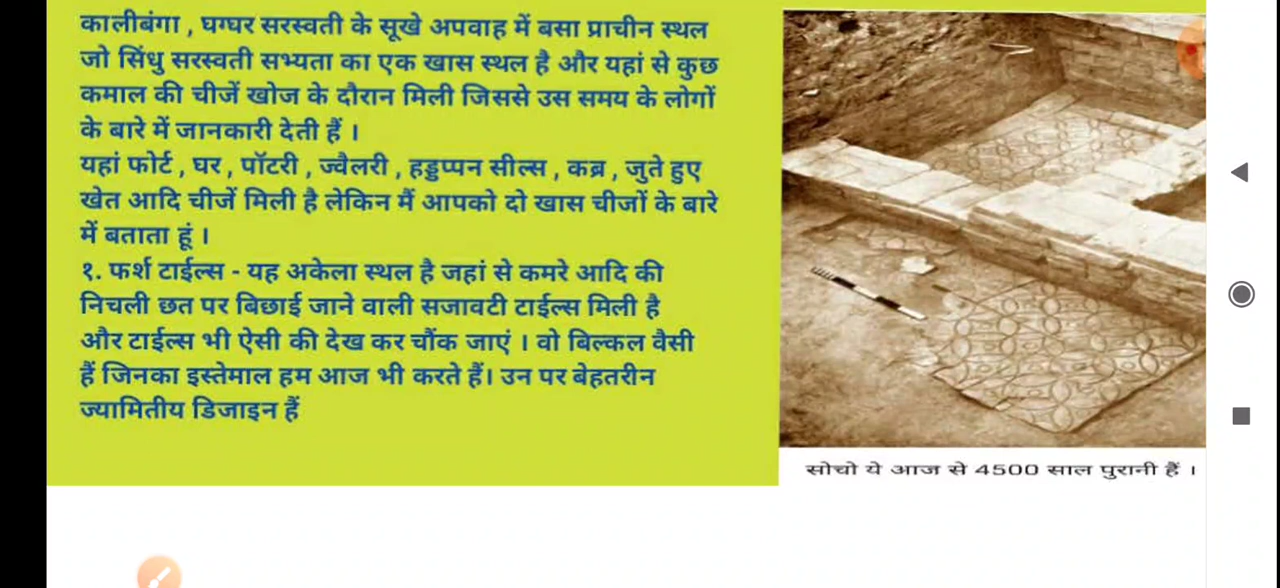 कालीबंगा , घग्घर सरस्वती के सूखे अपवाह में बसा प्राचीन स्थल
जो सिंधु सरस्वती सभ्यता का एक खास स्थल है और यहां से कुछ
कमाल की चीजें खोज के दौरान मिली जिससे उस समय के लोगों
के बारे में जानकारी देती हैं ।
यहां फोर्ट , घर , पॉटरी , ज्वैलरी , हड्डप्पन सील्स , कब्र , जुते हुए
खेत आदि चीजें मिली है लेकिन मैं आपको दो खास चीजों के बारे
में बताता हूं ।
१. फर्श टाईल्स - यह अकेला स्थल है जहां से कमरे आदि की
निचली छत पर बिछाई जाने वाली सजावटी टाईल्स मिली है
और टाईल्स भी ऐसी की देख कर चौंक जाएं । वो बिल्कल वैसी
हैं जिनका इस्तेमाल हम आज भी करते हैं। उन पर बेहतरीन
ज्यामितीय डिजाइन हैं
सोचो ये आज से 4500 साल पुरानी हैं ।